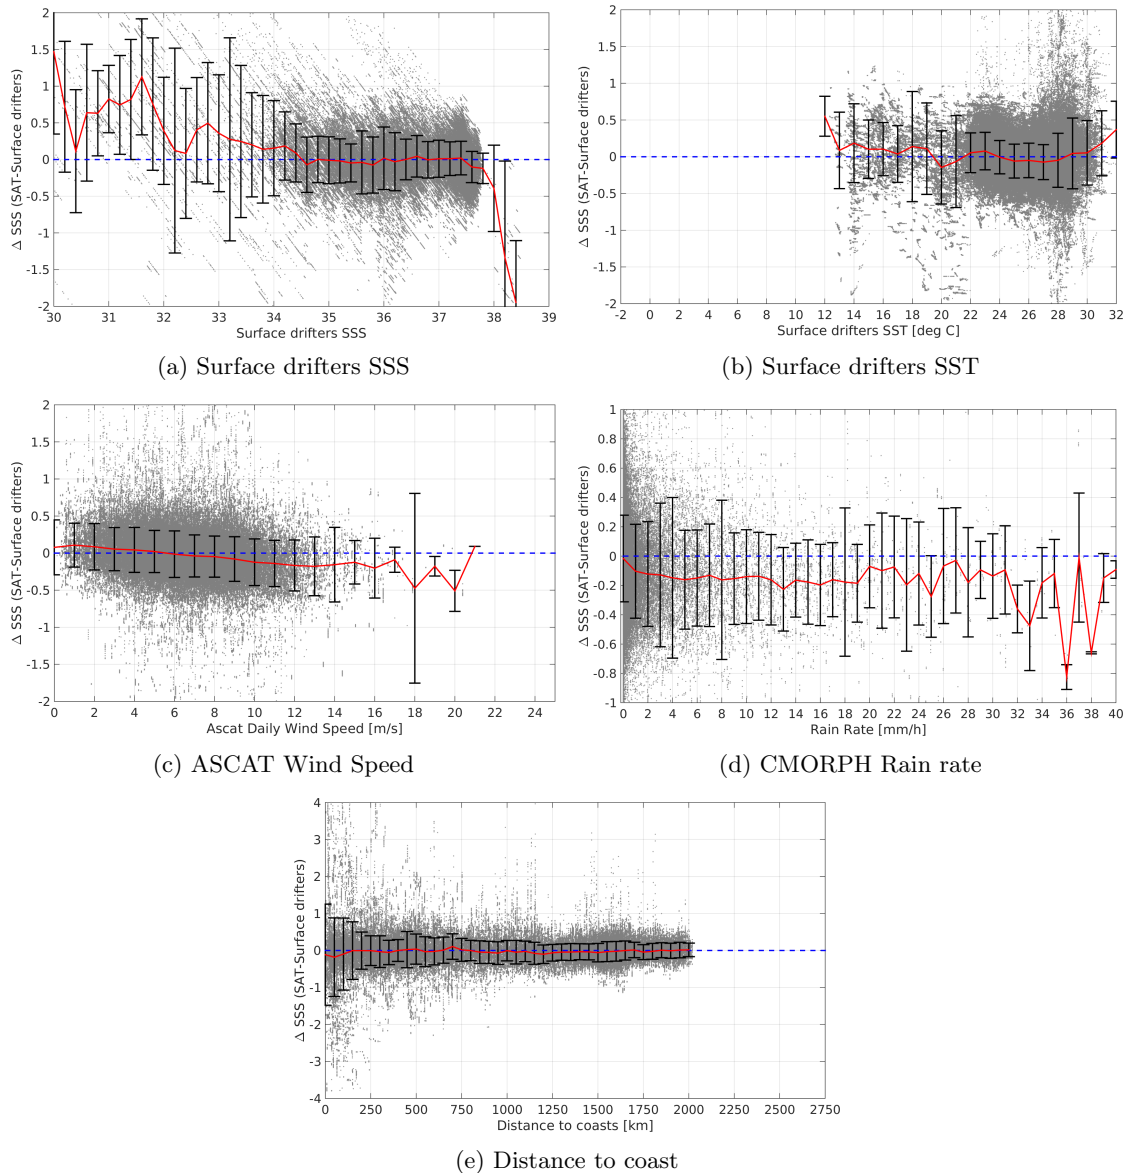 2
1.5
1
0.5
0
-0.5
-1
-1.5
-2
Δ SSS (SAT-Surface drifters)
30 31 32 33 34 35 36 37 38 39
Surface drifters SSS
(a) Surface drifters SSS
2
1.5
1
0.5
0
-0.5
-1
-1.5
-2
Δ SSS (SAT-Surface drifters)
-2 0 2 4 6 8 10 12 14 16 18 20 22 24 26 28 30 32
Surface drifters SST [deg C]
(b) Surface drifters SST
2
1.5
1
0.5
0
-0.5
-1
-1.5
-2
Δ SSS (SAT-Surface drifters)
0 2 4 6 8 10 12 14 16 18 20 22 24
Ascat Daily Wind Speed [m/s]
(c) ASCAT Wind Speed
1
0.8
0.6
0.4
0.2
0
-0.2
-0.4
-0.6
-0.8
-1
Δ SSS (SAT-Surface drifters)
0 2 4 6 8 10 12 14 16 18 20 22 24 26 28 30 32 34 36 38 40
Rain Rate [mm/h]
(d) CMORPH Rain rate
4
3
2
1
0
-1
-2
-3
-4
Δ SSS (SAT-Surface drifters)
0 250 500 750 1000 1250 1500 1750 2000 2250 2500 2750
Distance to coasts [km]
(e) Distance to coast